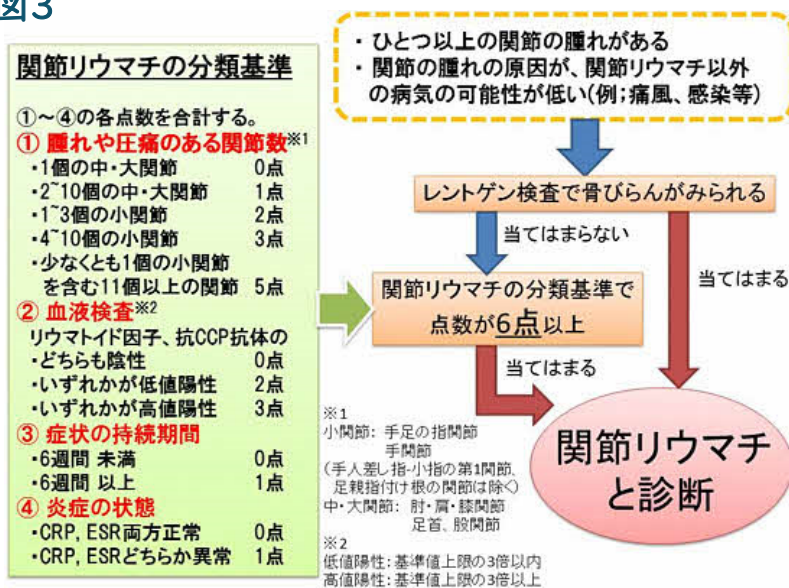 図3
関節リウマチの分類基準
①～④の各点数を合計する。
① 腫れや圧痛のある関節数※1
・1個の中・大関節 0点
・2~10個の中・大関節 1点
・1~3個の小関節 2点
・4~10個の小関節 3点
・少なくとも1個の小関節
を含む11個以上の関節 5点
② 血液検査※2
リウマトイド因子、抗CCP抗体の
・どちらも陰性 0点
・いずれかが低値陽性 2点
・いずれかが高値陽性 3点
③ 症状の持続期間
・6週間 未満 0点
・6週間 以上 1点
④ 炎症の状態
・CRP, ESR両方正常 0点
・CRP, ESRどちらか異常 1点
・ひとつ以上の関節の腫れがある
・関節の腫れの原因が、関節リウマチ以外
の病気の可能性が低い(例;痛風、感染等)
レントゲン検査で骨びらんがみられる
当てはまらない
当てはまる
関節リウマチの分類基準で
点数が6点以上
当てはまる
関節リウマチ
と診断
※1
小関節: 手足の指関節
手関節
(手人差し指-小指の第1関節、
足親指付け根の関節は除く)
中・大関節: 肘・肩・膝関節
足首、股関節
※2
低値陽性:基準値上限の3倍以内
高値陽性:基準値上限の3倍以上